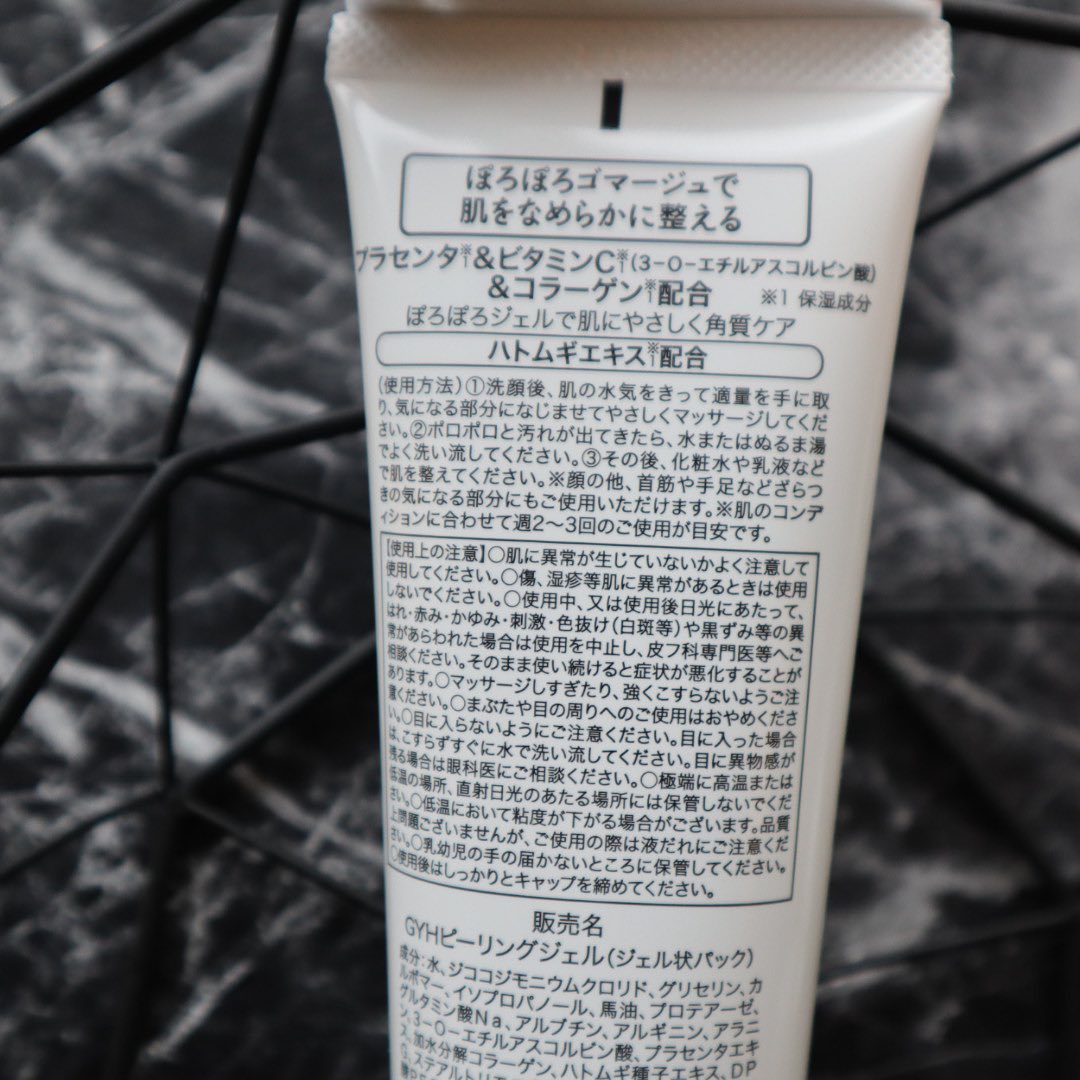 ぽろぽろゴマージュで
肌をなめらかに整える
プラセンタ※1&ビタミンC※1(3-O-エチルアスコルビン酸)
&コラーゲン※1配合 ※1 保湿成分
ぽろぽろジェルで肌にやさしく角質ケア
ハトムギエキス※1配合
(使用方法)①洗顔後、肌の水気をきって適量を手に取
り、気になる部分になじませてやさしくマッサージしてくだ
さい。②ポロポロと汚れが出てきたら、水またはぬるま湯
でよく洗い流してください。③その後、化粧水や乳液など
で肌を整えてください。※顔の他、首筋や手足などざらつ
きの気になる部分にもご使用いただけます。※肌のコンデ
ィションに合わせて週2〜3回のご使用が目安です。
【使用上の注意】○肌に異常が生じていないかよく注意して
使用してください。○傷、湿疹等肌に異常があるときは使用
しないでください。○使用中、又は使用後日光にあたって、
はれ・赤み・かゆみ・刺激・色抜け(白斑等)や黒ずみ等の異
常があらわれた場合は使用を中止し、皮フ科専門医等へご
相談ください。そのまま使い続けると症状が悪化することが
あります。○マッサージしすぎたり、強くこすらないようご注
意ください。○まぶたや目の周りへのご使用はおやめくださ
い。○目に入らないようにご注意ください。目に入った場合
は、こすらずすぐに水で洗い流してください。目に異物感が
残る場合は眼科医にご相談ください。○極端に高温または
低温の場所、直射日光のあたる場所には保管しないでくだ
さい。○低温において粘度が下がる場合がございます。品質
上問題ございませんが、ご使用の際は液だれにご注意くだ
さい。○乳幼児の手の届かないところに保管してください。
○使用後はしっかりとキャップを締めてください。
販売名
GYHピーリングジェル(ジェル状パック)
成分:水、ジココジモニウムクロリド、グリセリン、カ
ルボマー、イソプロパノール、馬油、プロテアーゼ、
グルタミン酸Na、アルブチン、アルギニン、アラニ
ン、3-O-エチルアスコルビン酸、プラセンタエキ
ス、加水分解コラーゲン、ハトムギ種子エキス、DP
G、ステアルトリ